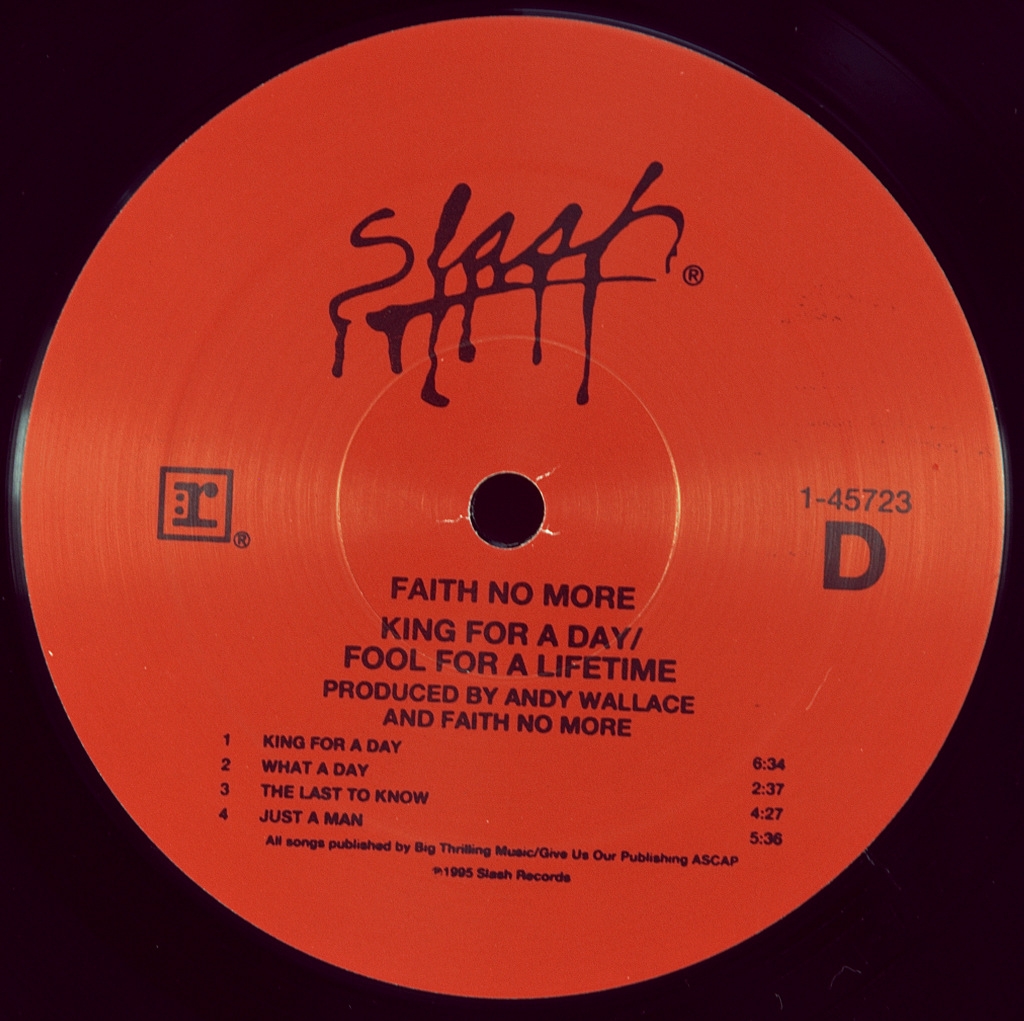 slash ®
r ®
1-45723
D
FAITH NO MORE
KING FOR A DAY/
FOOL FOR A LIFETIME
PRODUCED BY ANDY WALLACE
AND FAITH NO MORE
1 KING FOR A DAY 6:34
2 WHAT A DAY 2:37
3 THE LAST TO KNOW 4:27
4 JUST A MAN 5:36
All songs published by Big Thrilling Music/Give Us Our Publishing ASCAP
℗1995 Slash Records